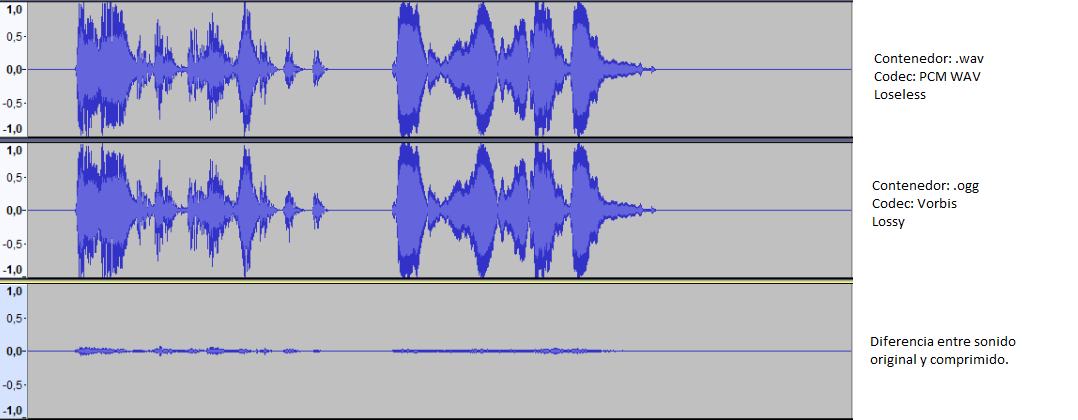 1,0
0,5-
0,0-
-0,5-
-1,0
Contenedor: .wav
Codec: PCM WAV
Loseless
1,0
0,5-
0,0-
-0,5-
-1,0
Contenedor: .ogg
Codec: Vorbis
Lossy
1,0
0,5-
0,0-
-0,5-
-1,0
Diferencia entre sonido
original y comprimido.